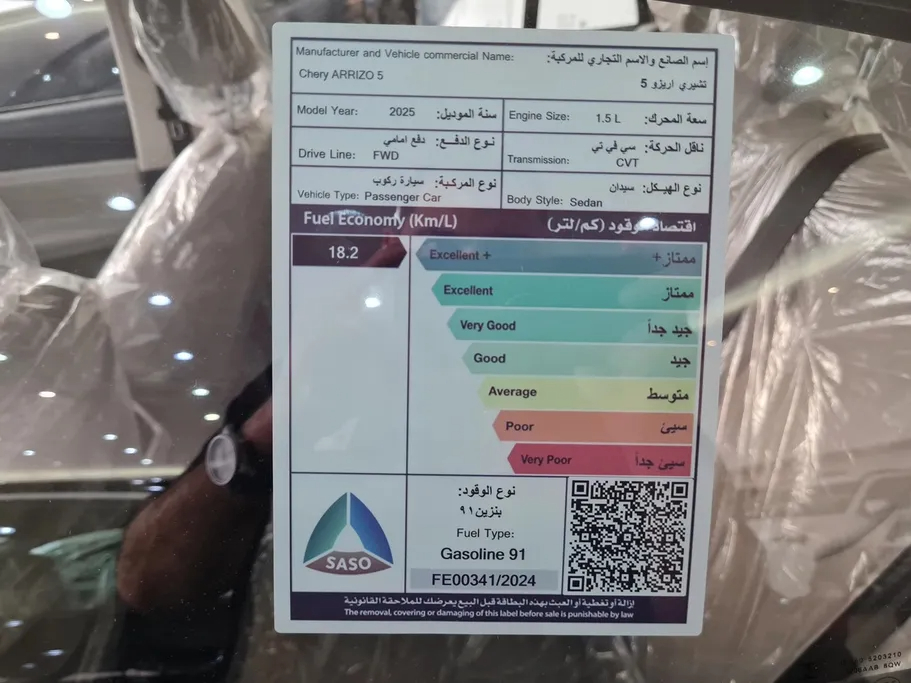 Manufacturer and Vehicle commercial Name: إسم الصانع والاسم التجاري للمركبة:
Chery ARRIZO 5 تشيري اريزو 5
Model Year: 2025 سنة الموديل:
Engine Size: 1.5 L سعة المحرك:
نوع الدفـــع: دفع امامي
Drive Line: FWD
ناقل الحركة: سي في تي
Transmission: CVT
نوع المركـبة: سيارة ركوب
Vehicle Type: Passenger Car
نوع الهيكل: سيدان
Body Style: Sedan
Fuel Economy (Km/L) اقتصاد الوقود (كم/لتر)
18.2
Excellent + ممتاز +
Excellent ممتاز
Very Good جيد جداً
Good جيد
Average متوسط
Poor سيئ
Very Poor سيئ جداً
SASO
نوع الوقود:
بنزين ٩١
Fuel Type:
Gasoline 91
FE00341/2024
إزالة أو تغطية أو العبث بهذه البطاقة قبل البيع يعرضك للملاحقة القانونية
The removal, covering or damaging of this label before sale is punishable by law